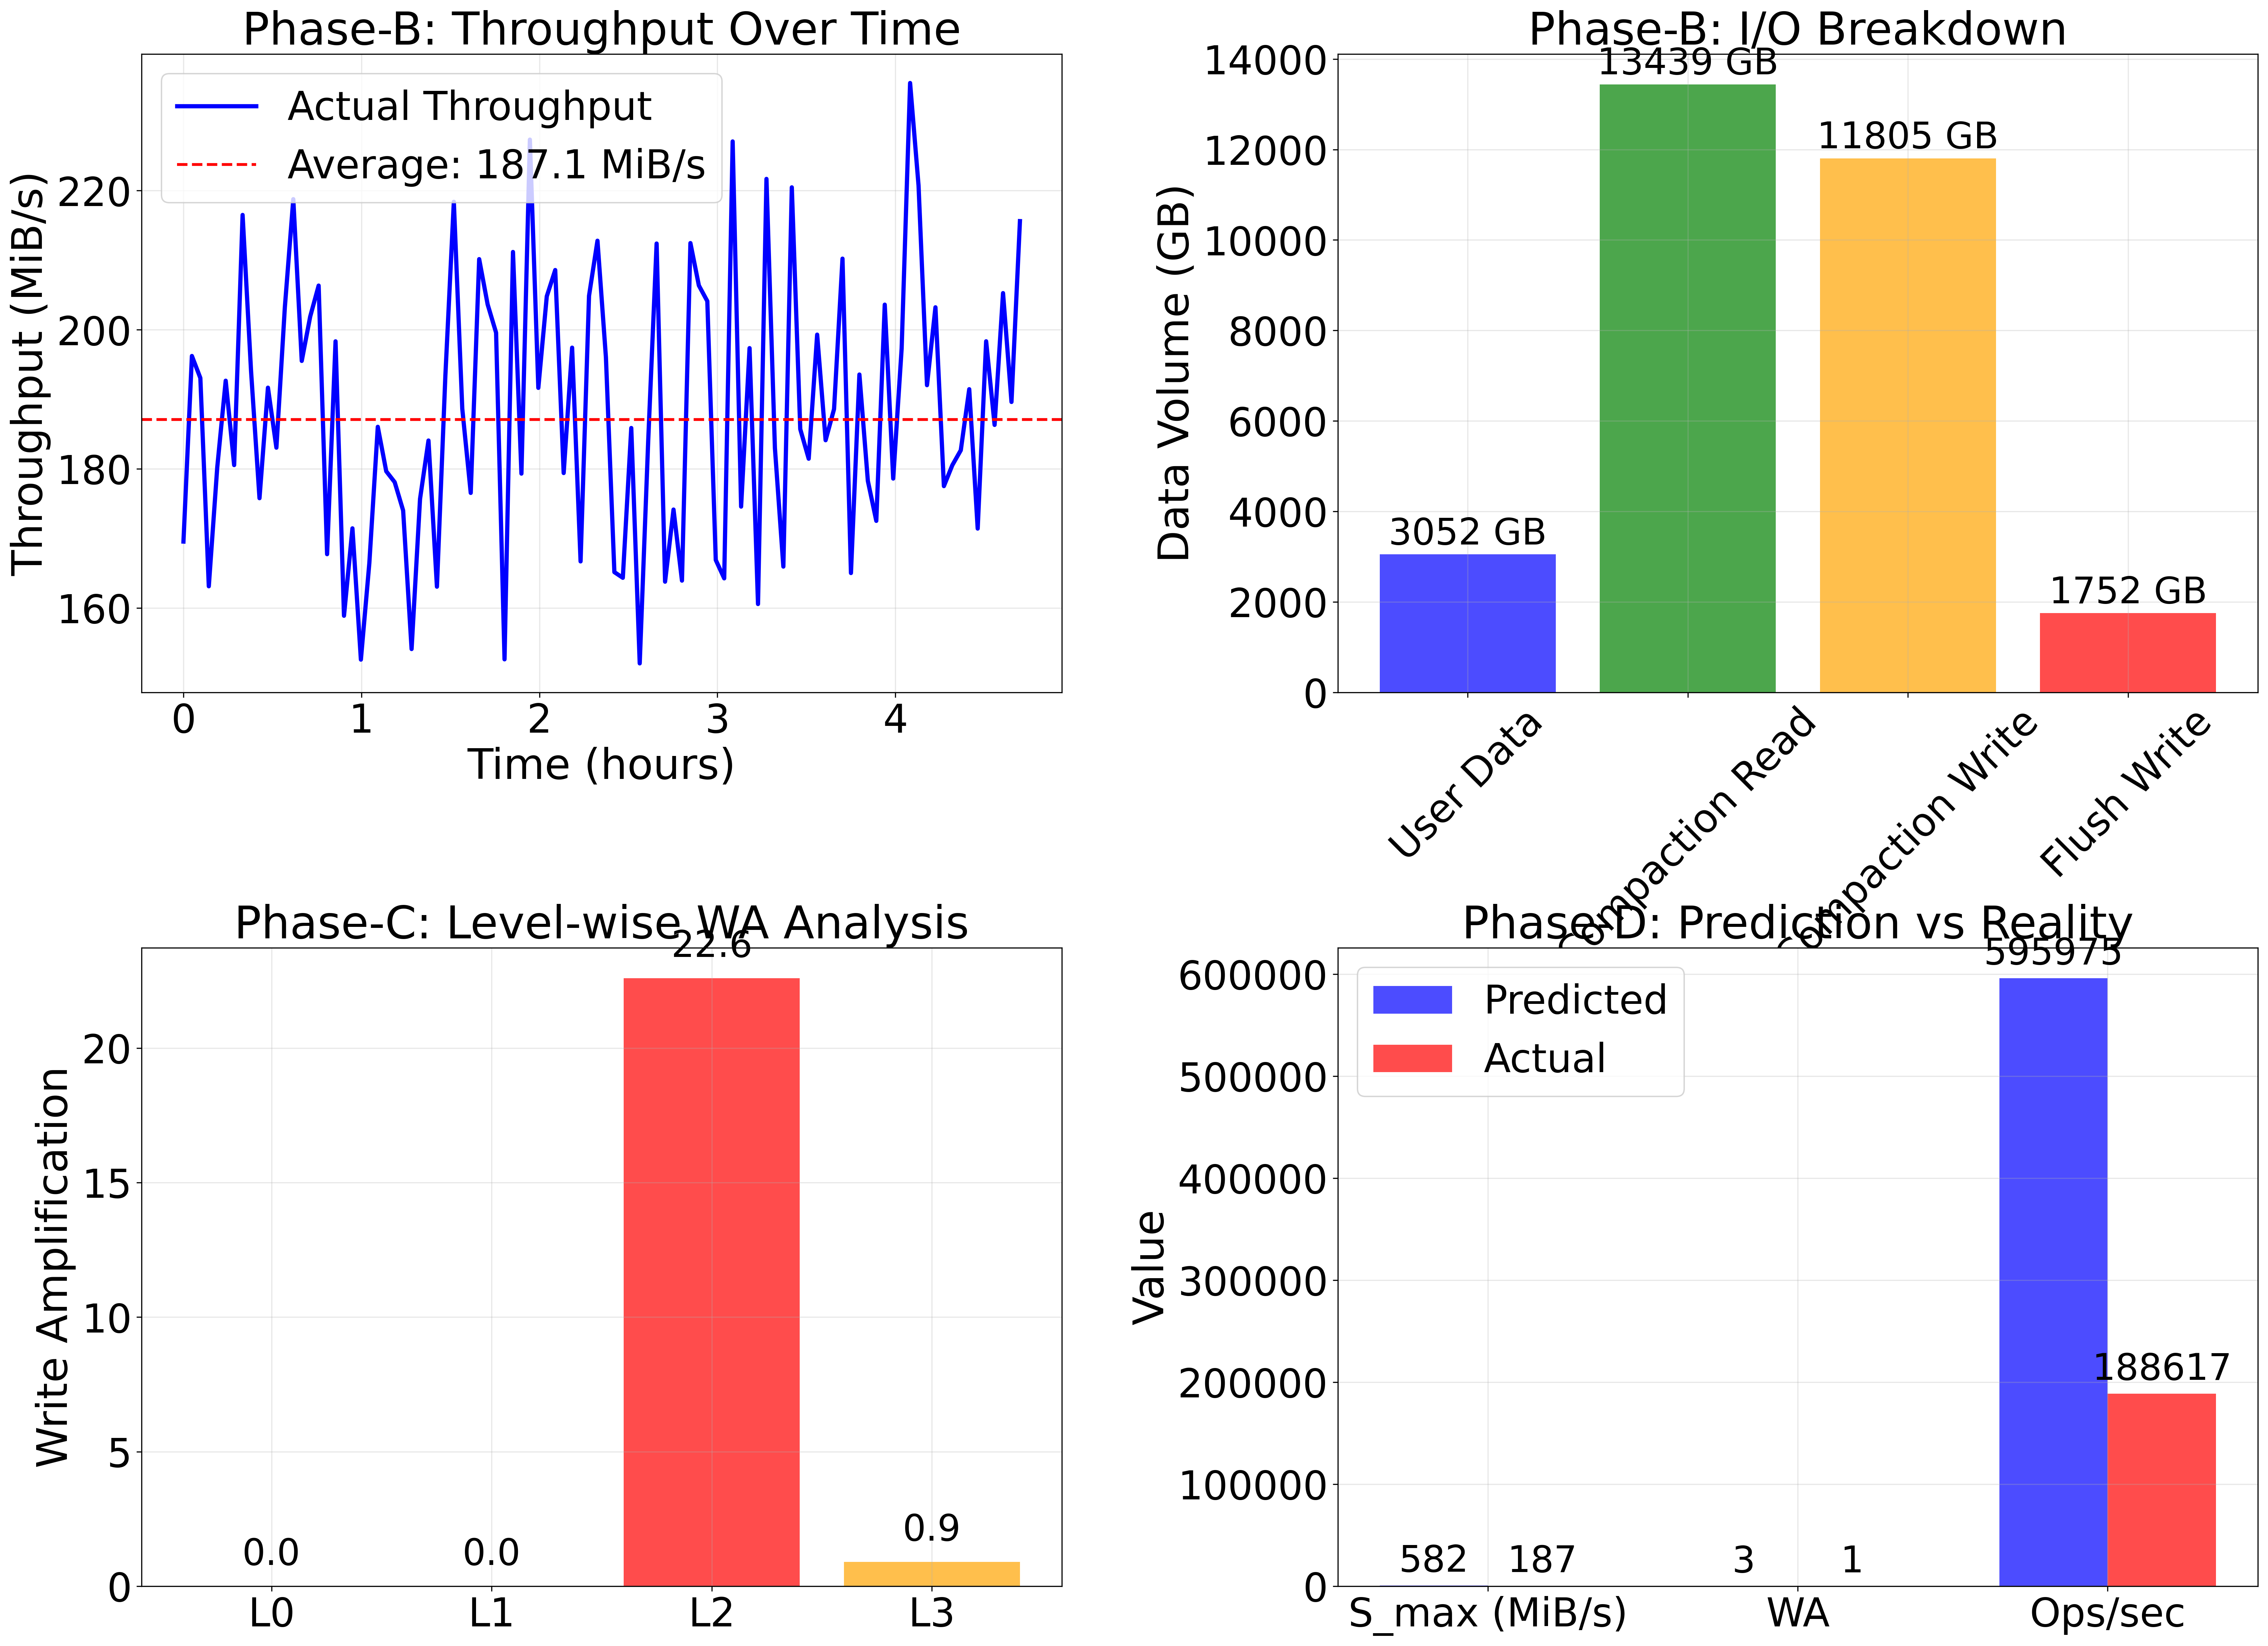 Phase-B: Throughput Over Time
Actual Throughput
Average: 187.1 MiB/s
Throughput (MiB/s)
220
200
180
160
0 1 2 3 4
Time (hours)
Phase-B: I/O Breakdown
Data Volume (GB)
14000
12000
10000
8000
6000
4000
2000
0
3052 GB
13439 GB
11805 GB
1752 GB
User Data
Compaction Read
Compaction Write
Flush Write
Phase-C: Level-wise WA Analysis
Write Amplification
20
15
10
5
0
0.0
0.0
22.6
0.9
L0 L1 L2 L3
Phase-D: Prediction vs Reality
Predicted
Actual
Value
600000
500000
400000
300000
200000
100000
0
582 187
3 1
595975
188617
S_max (MiB/s) WA Ops/sec